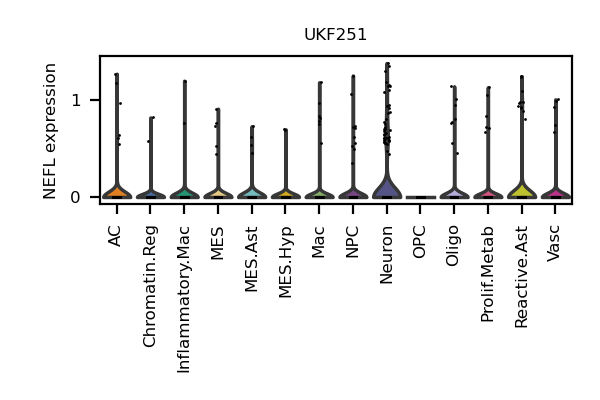 UKF251
NEFL expression
1
0
AC
Chromatin.Reg
Inflammatory.Mac
MES
MES.Ast
MES.Hyp
Mac
NPC
Neuron
OPC
Oligo
Prolif.Metab
Reactive.Ast
Vasc